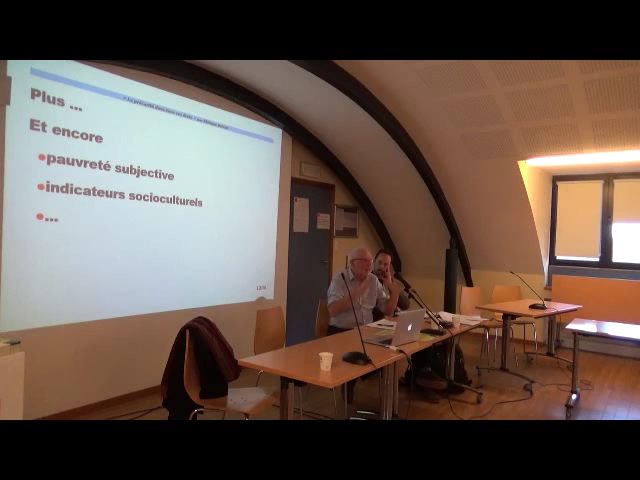 Plus ...
Et encore
•pauvreté subjective
•indicateurs socioculturels
•...